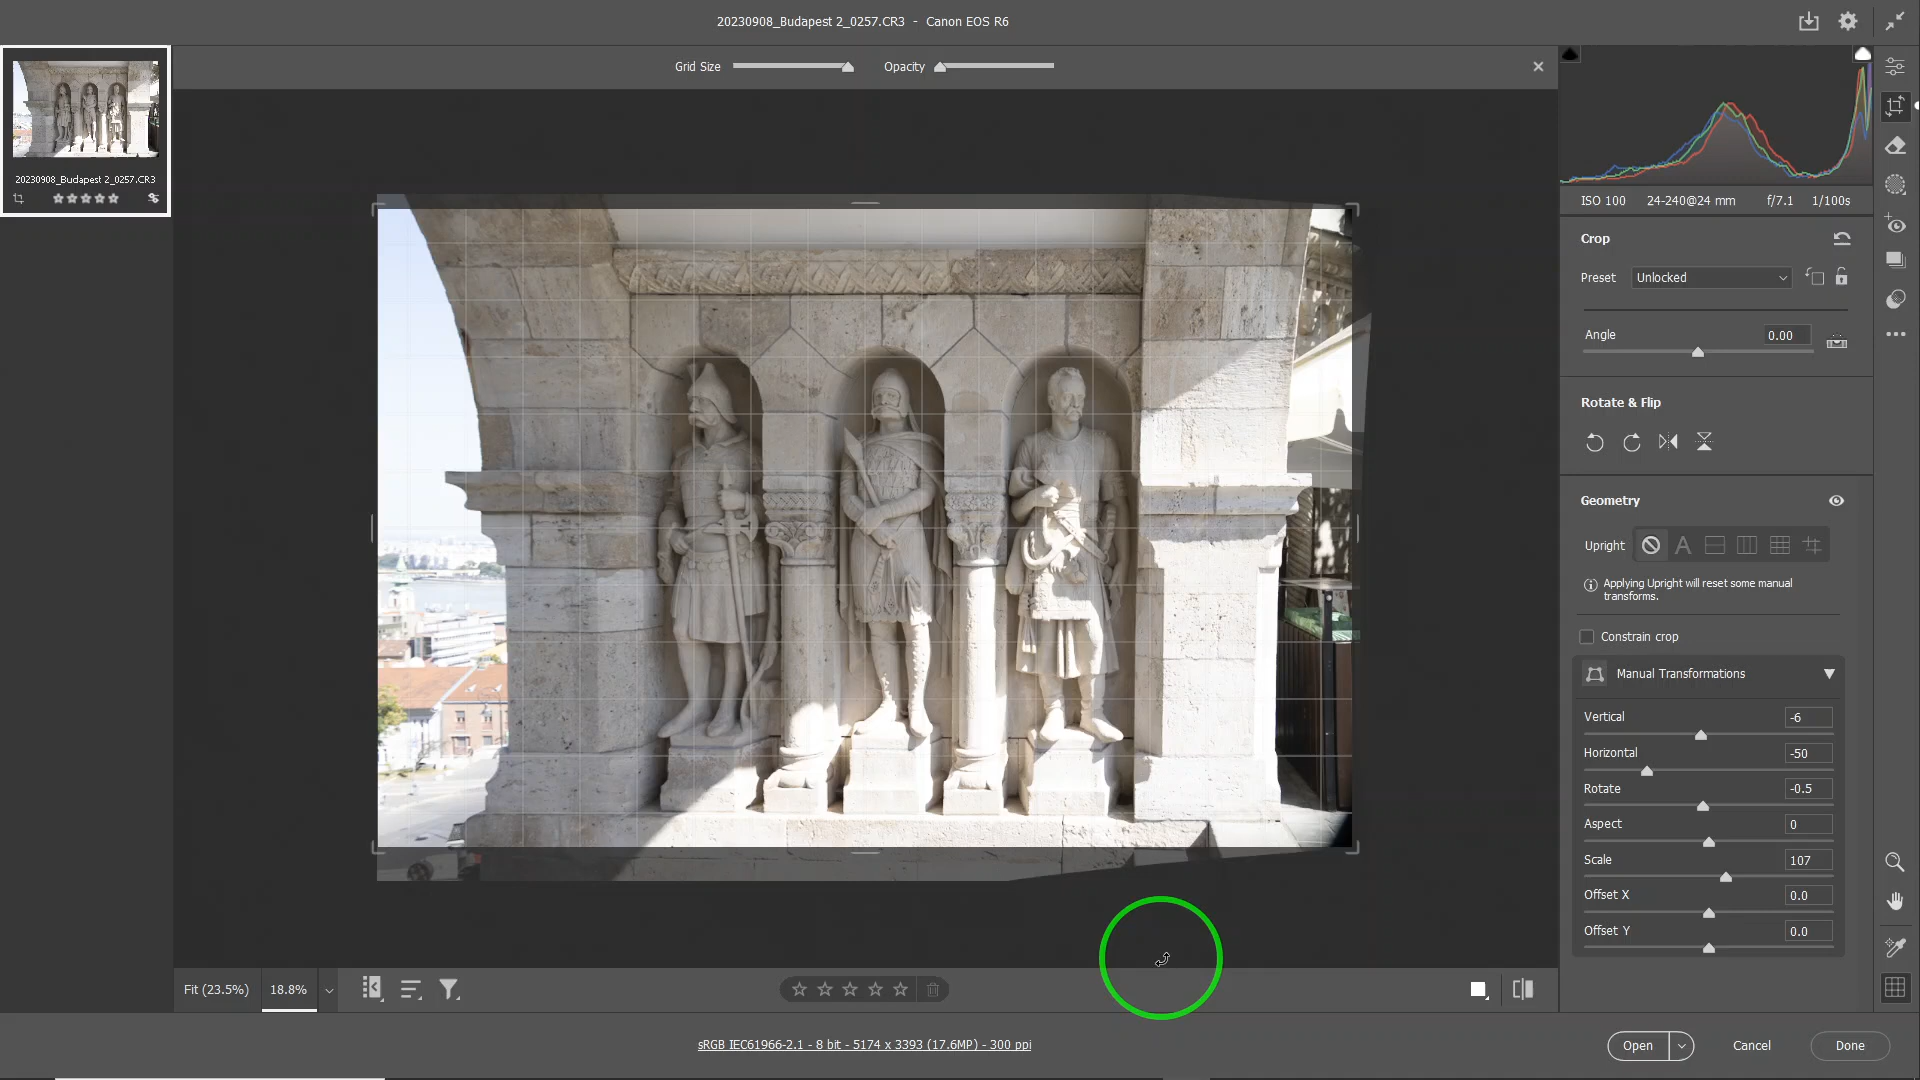 20230908_Budapest 2_0257.CR3 - Canon EOS R6
Grid Size
Opacity
20230908_Budapest 2_0257.CR3
ISO 100 24-240@24 mm f/7.1 1/100s
Crop
Preset Unlocked
Angle 0.00
Rotate & Flip
Geometry
Upright A
Applying Upright will reset some manual
transforms.
Constrain crop
Manual Transformations
Vertical -6
Horizontal -50
Rotate -0.5
Aspect 0
Scale 107
Offset X 0.0
Offset Y 0.0
Fit (23.5%) 18.8%
sRGB IEC61966-2.1 - 8 bit - 5174 x 3393 (17.6MP) - 300 ppi
Open Cancel Done